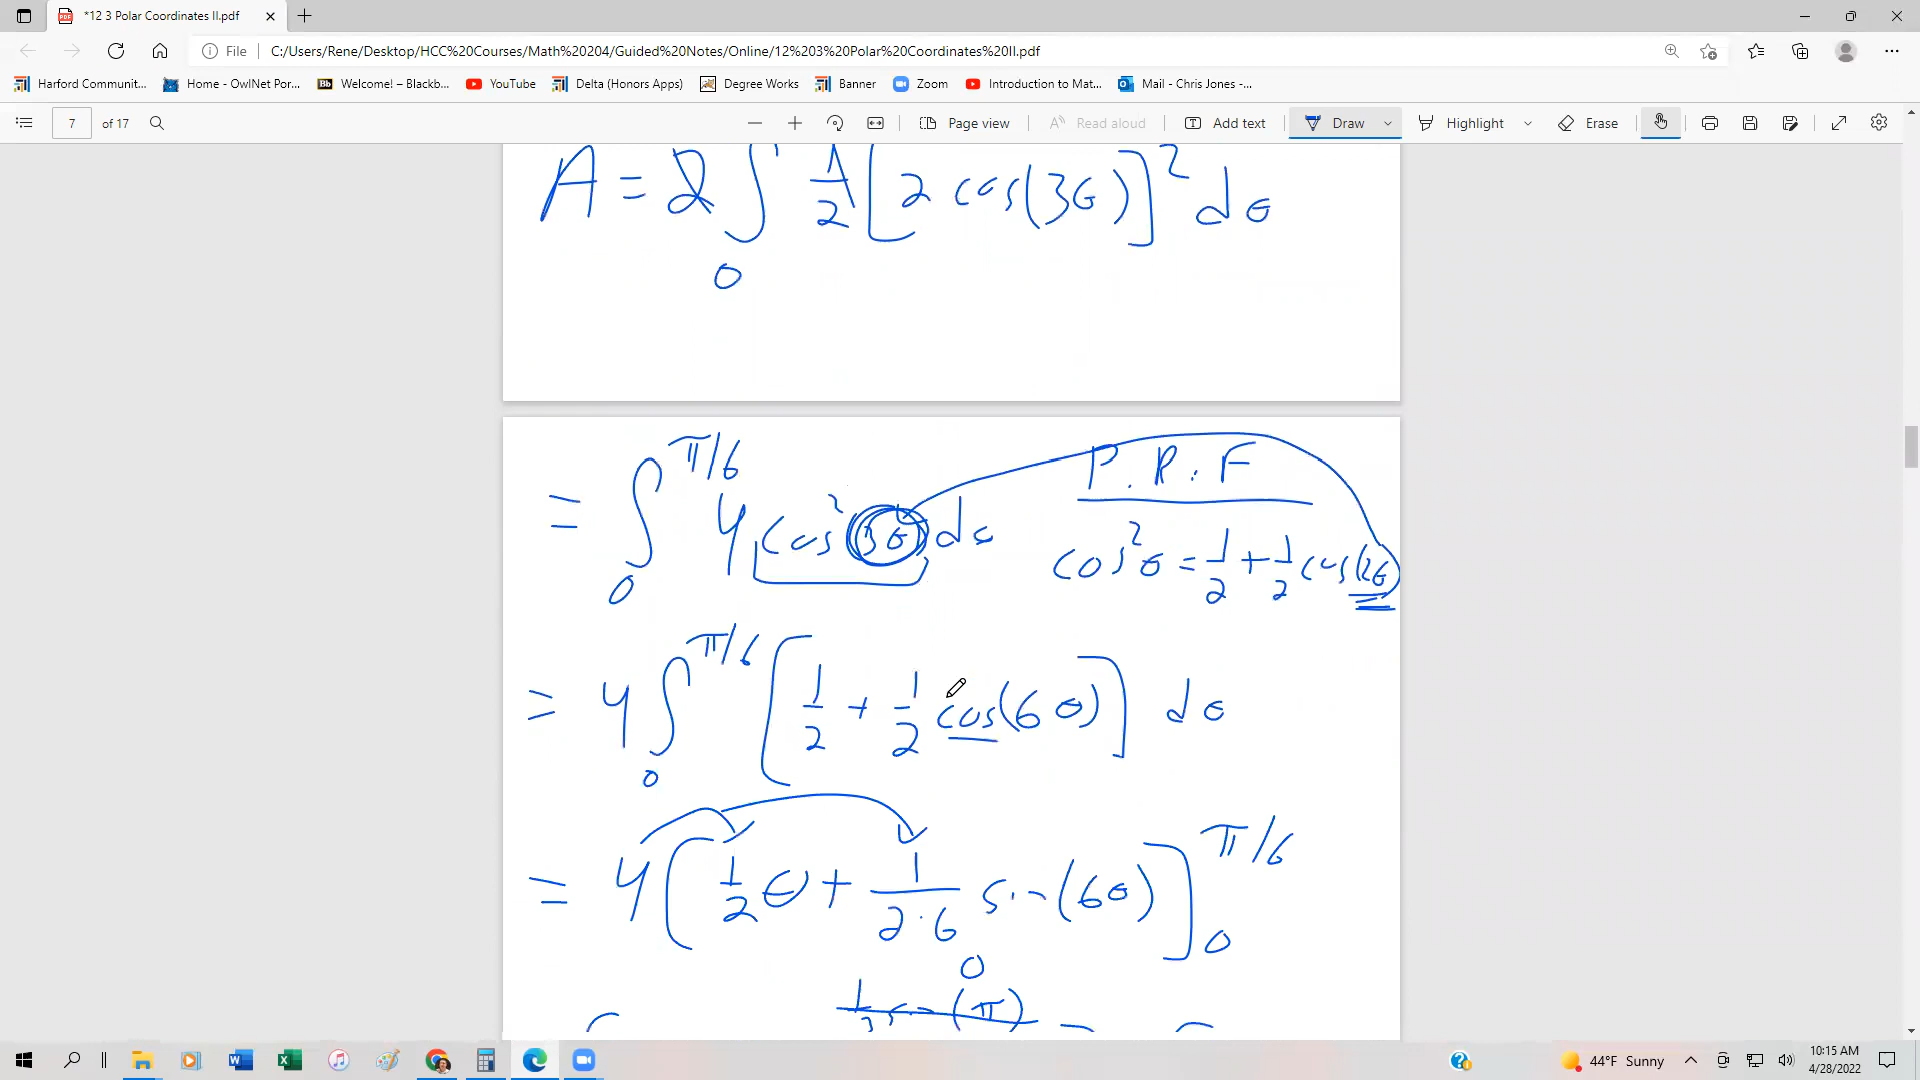 *12 3 Polar Coordinates II.pdf
File C:/Users/Rene/Desktop/HCC%20Courses/Math%20204/Guided%20Notes/Online/12%203%20Polar%20Coordinates%20II.pdf
Harford Communit... Home - OwlNet Por... Bb Welcome! – Blackb... YouTube Delta (Honors Apps) Degree Works Banner Zoom Introduction to Mat... Mail - Chris Jones -...
7 of 17 Page view Read aloud Add text Draw Highlight Erase
A = 2 ∫₀ 1/2 [2 cos(3θ)]² dθ
= ∫₀^π/6 4 cos² 3θ dθ
P.R.F
cos²θ = 1/2 + 1/2 cos(2θ)
= 4 ∫₀^π/6 [1/2 + 1/2 cos(6θ)] dθ
= 4 [1/2 θ + 1/2·6 sin(6θ)]₀^π/6
0
sin(π)
44°F Sunny
10:15 AM
4/28/2022